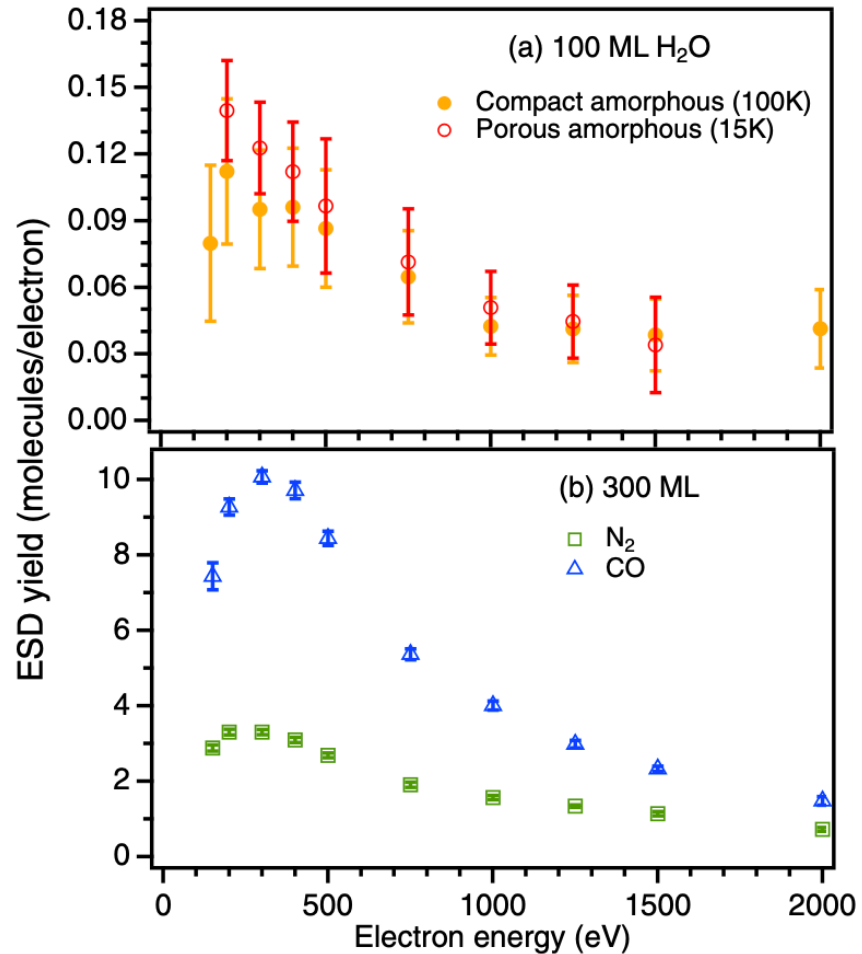 ESD yield (molecules/electron)
0.18
0.15
0.12
0.09
0.06
0.03
0.00
(a) 100 ML H₂O
Compact amorphous (100K)
Porous amorphous (15K)
10
8
6
4
2
0
(b) 300 ML
N₂
CO
0 500 1000 1500 2000
Electron energy (eV)